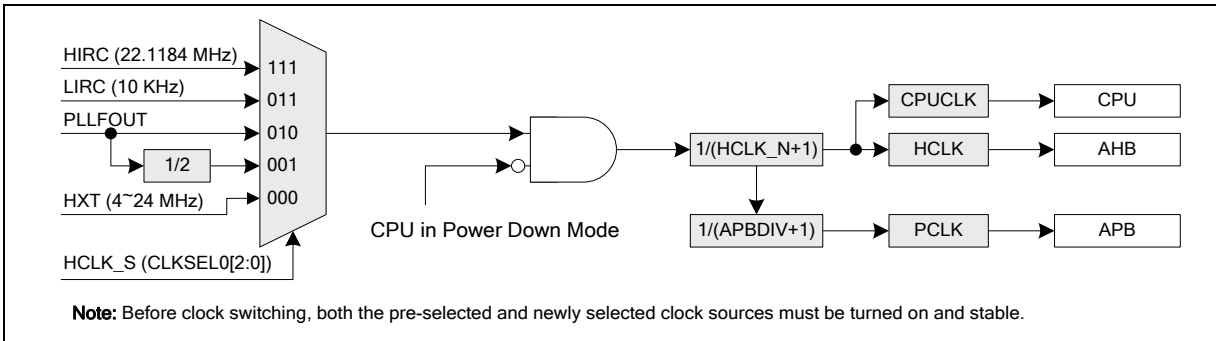 HIRC (22.1184 MHz)
111
LIRC (10 KHz)
011
PLLFOUT
010
1/2
001
HXT (4~24 MHz)
000
HCLK_S (CLKSEL0[2:0])
CPU in Power Down Mode
1/(HCLK_N+1)
1/(APBDIV+1)
CPUCLK
CPU
HCLK
AHB
PCLK
APB
Note: Before clock switching, both the pre-selected and newly selected clock sources must be turned on and stable.